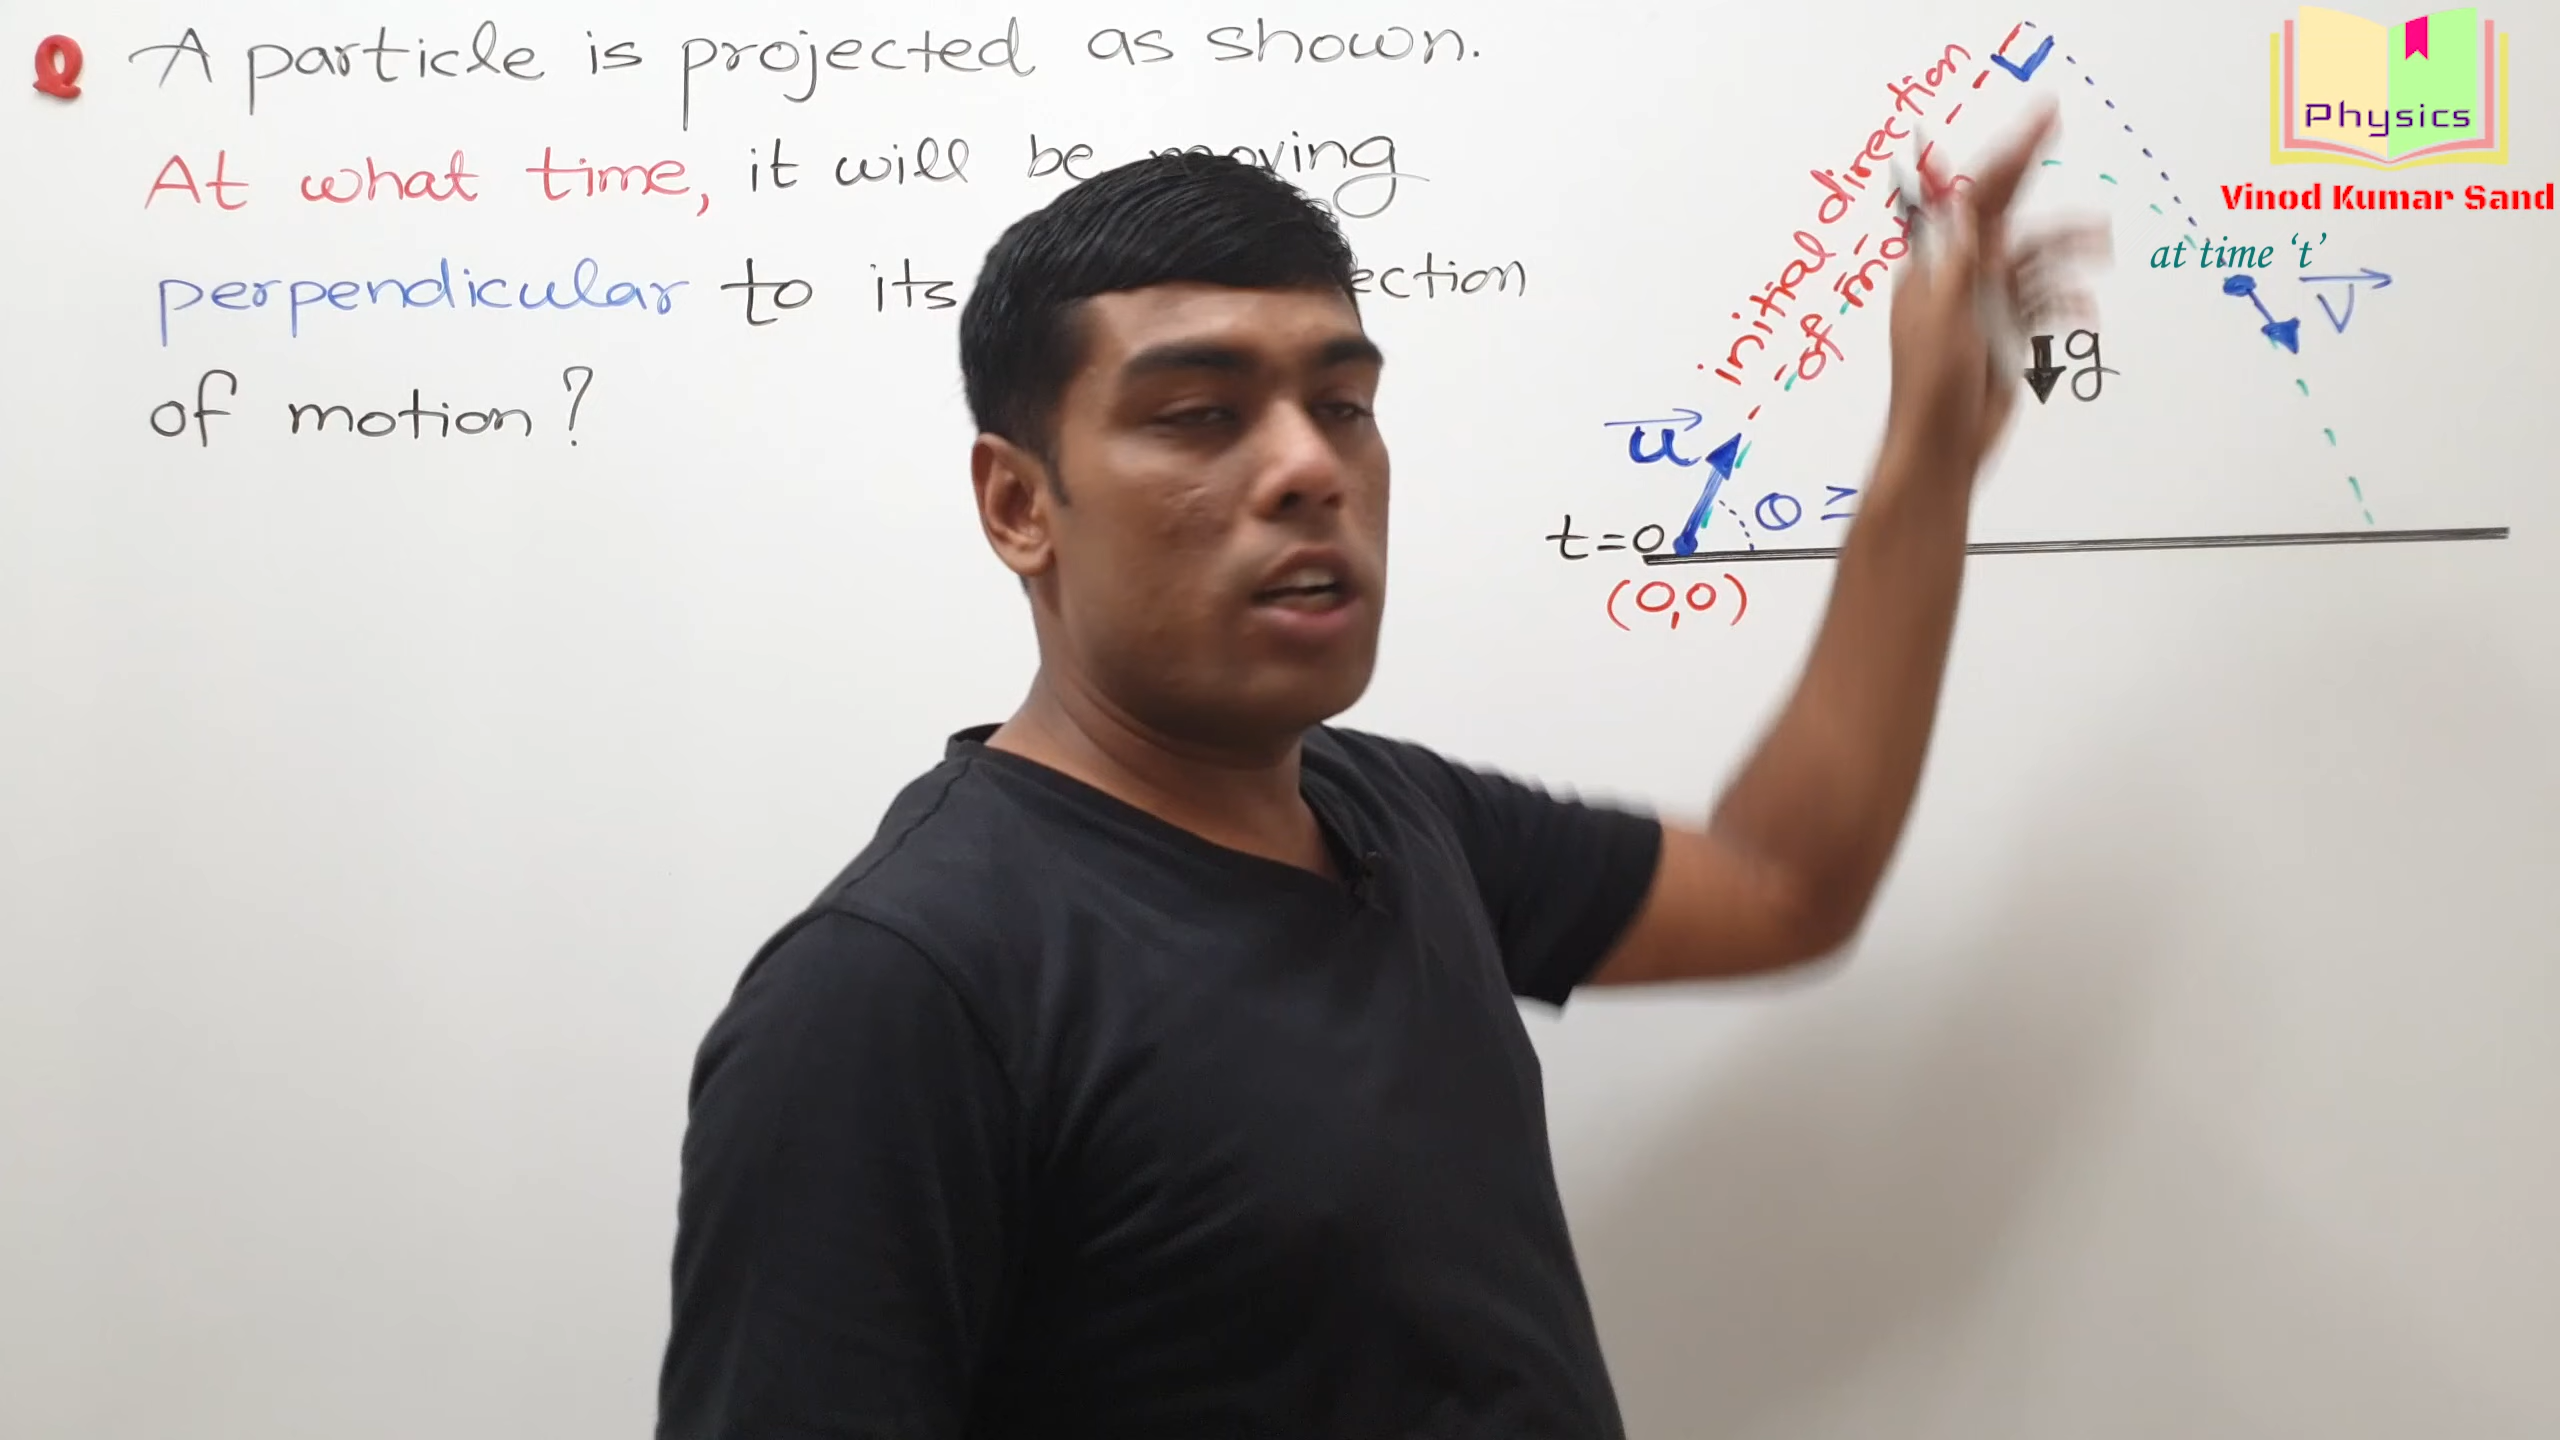 Q A particle is projected as shown.
At what time, it will be moving
perpendicular to its ection
of motion?
initial direction
of
u
t=0
(0,0)
θ ≥
g
at time ‘t’
V
Physics
Vinod Kumar Sand